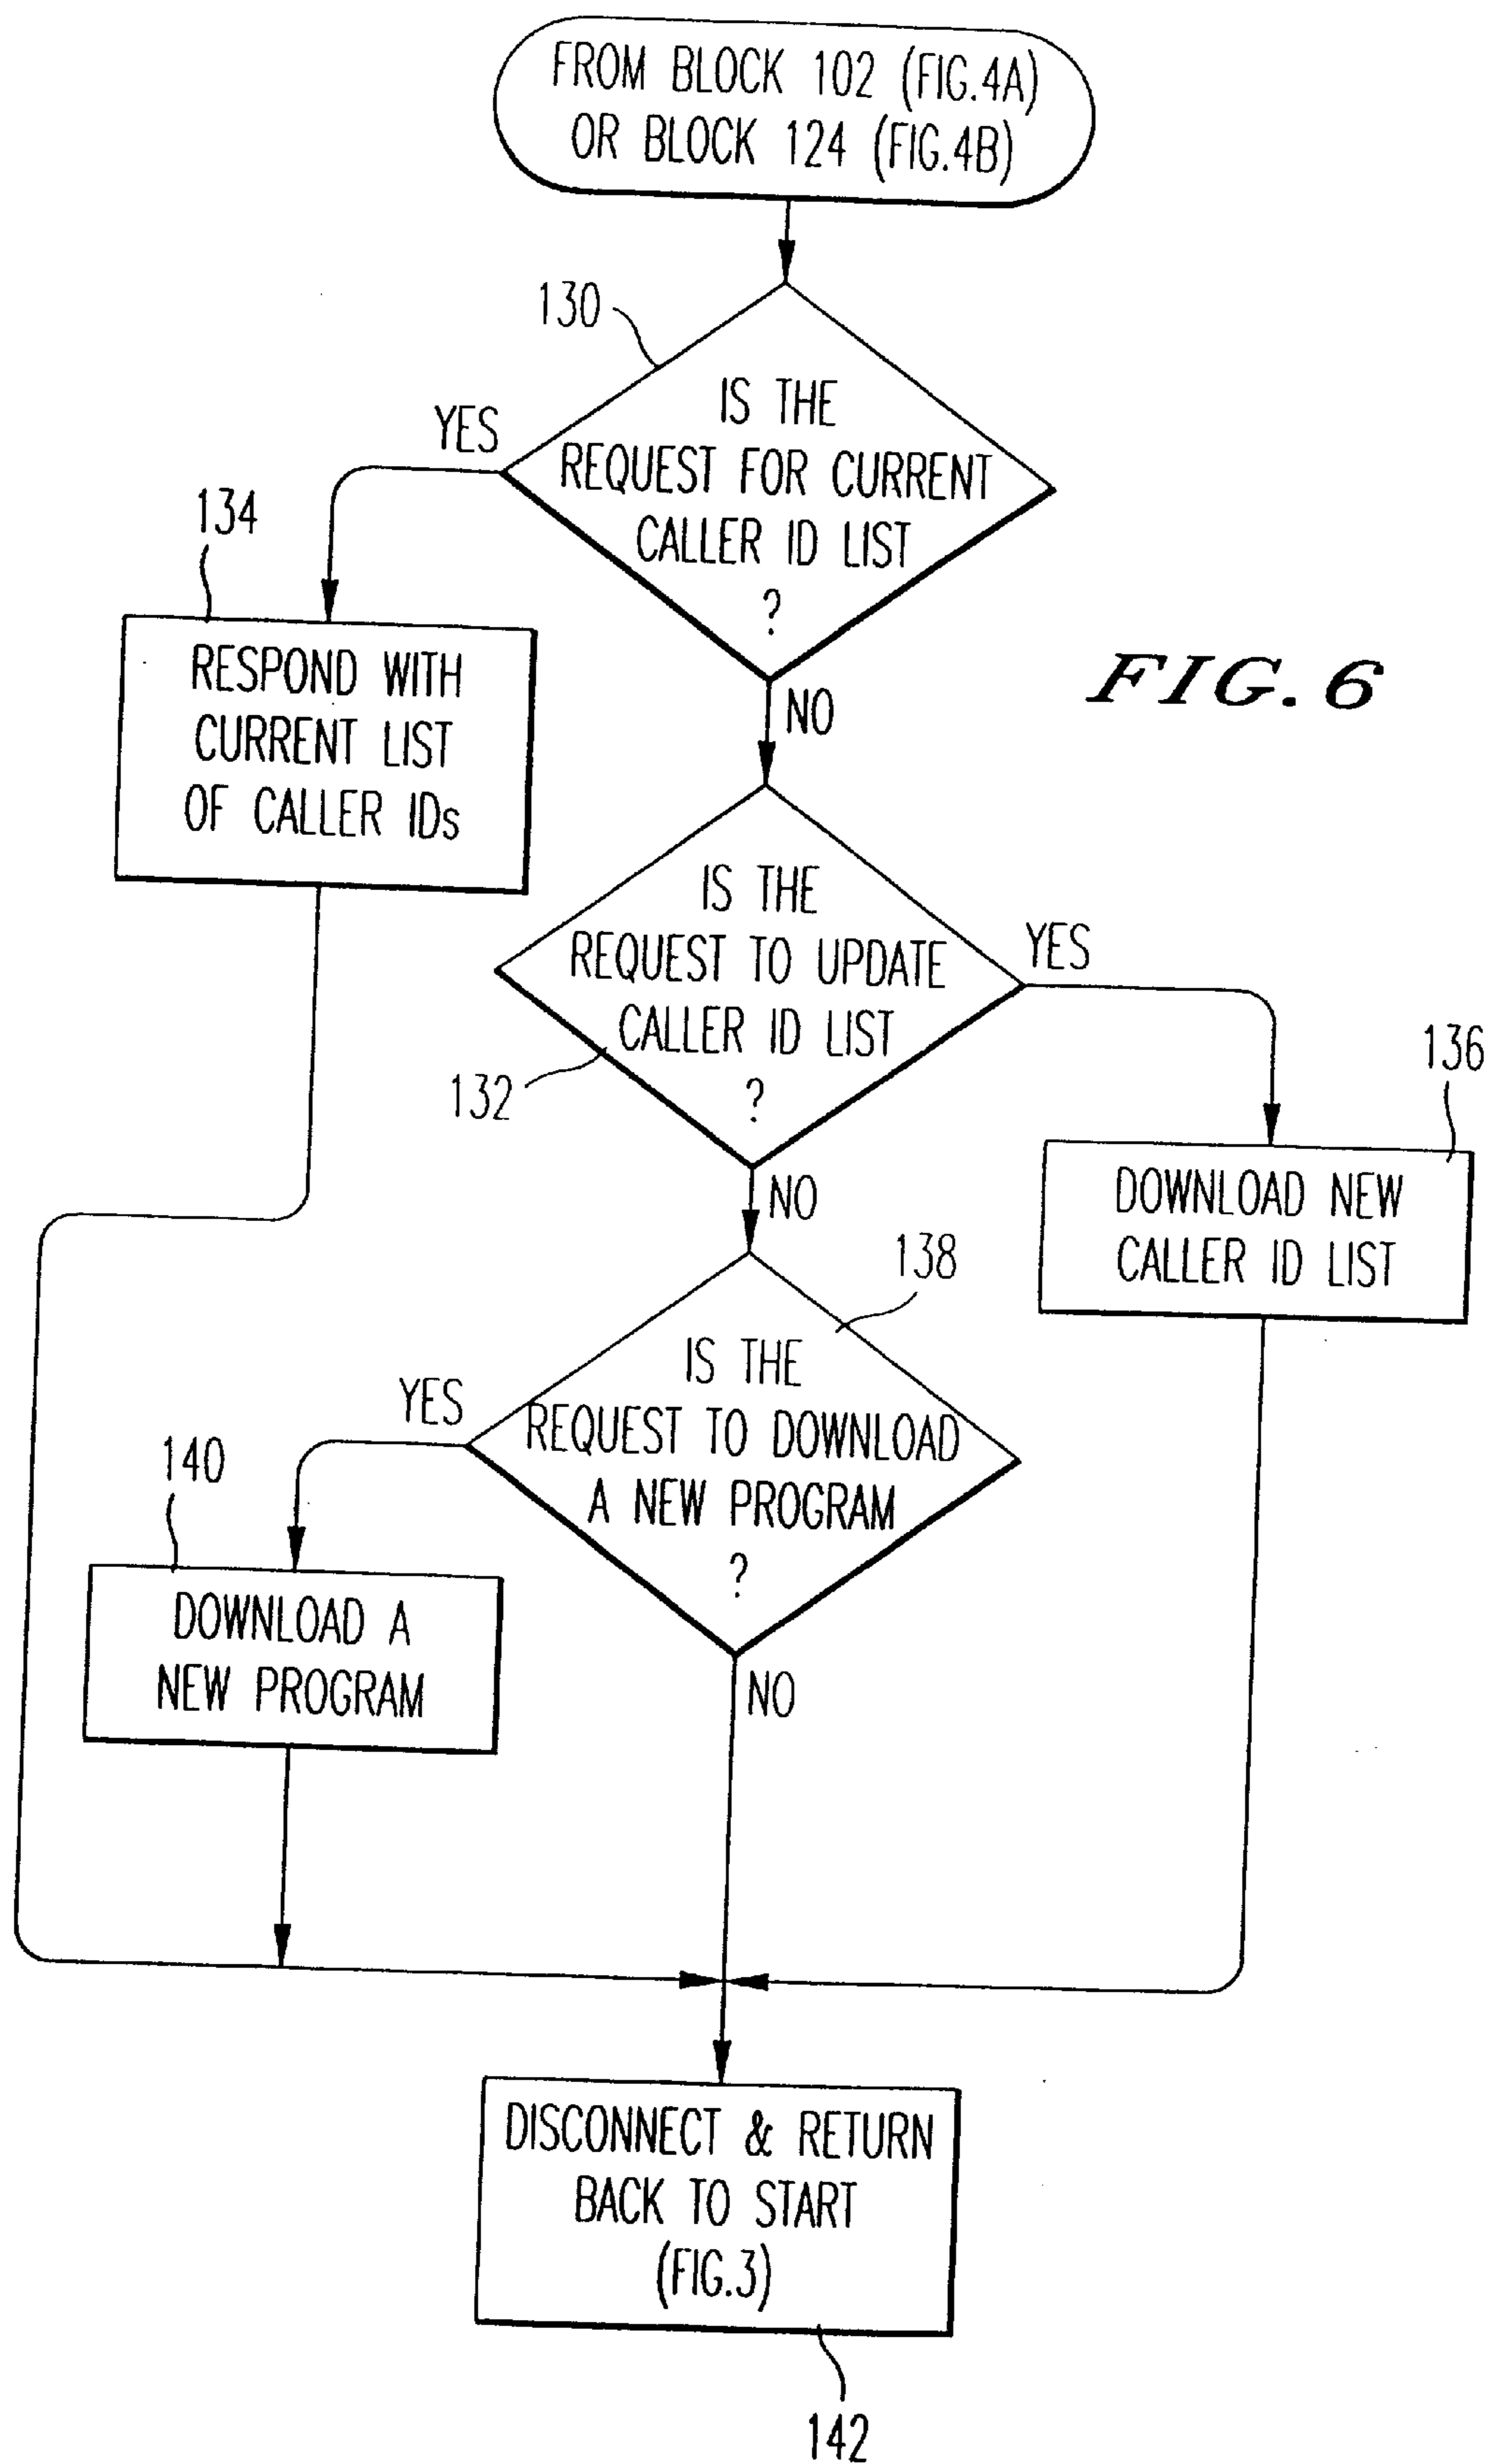 FROM BLOCK 102 (FIG.4A)
OR BLOCK 124 (FIG.4B)
130
IS THE
REQUEST FOR CURRENT
CALLER ID LIST
?
YES
134
RESPOND WITH
CURRENT LIST
OF CALLER IDs
NO
FIG. 6
IS THE
REQUEST TO UPDATE
CALLER ID LIST
?
132
YES
136
DOWNLOAD NEW
CALLER ID LIST
NO
138
IS THE
REQUEST TO DOWNLOAD
A NEW PROGRAM
?
YES
140
DOWNLOAD A
NEW PROGRAM
NO
DISCONNECT & RETURN
BACK TO START
(FIG.3)
142